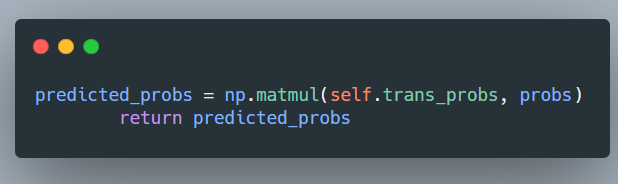 predicted_probs = np.matmul(self.trans_probs, probs)
        return predicted_probs